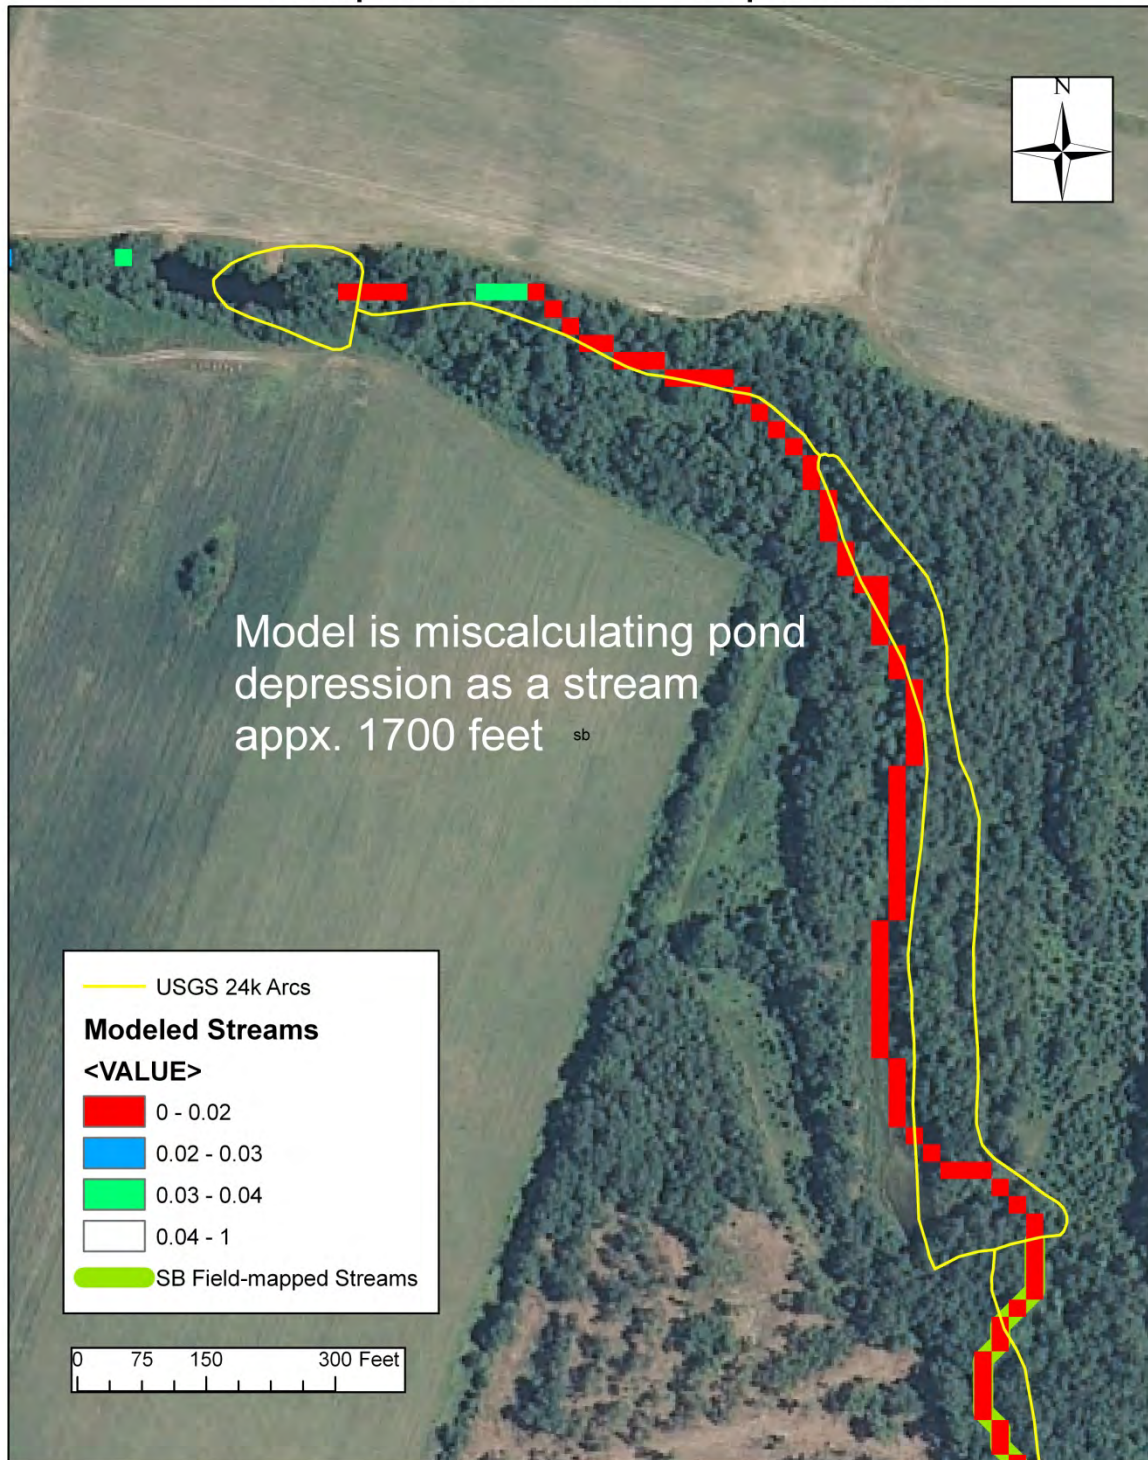 N
Model is miscalculating pond
depression as a stream
appx. 1700 feet sb
USGS 24k Arcs
Modeled Streams
<VALUE>
0 - 0.02
0.02 - 0.03
0.03 - 0.04
0.04 - 1
SB Field-mapped Streams
0 75 150 300 Feet